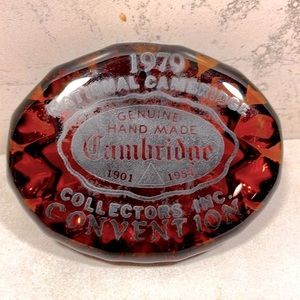 1979
NATIONAL CAMBRIDGE
GENUINE
HAND MADE
Cambridge
1901 1954
COLLECTORS INC.
CONVENTION